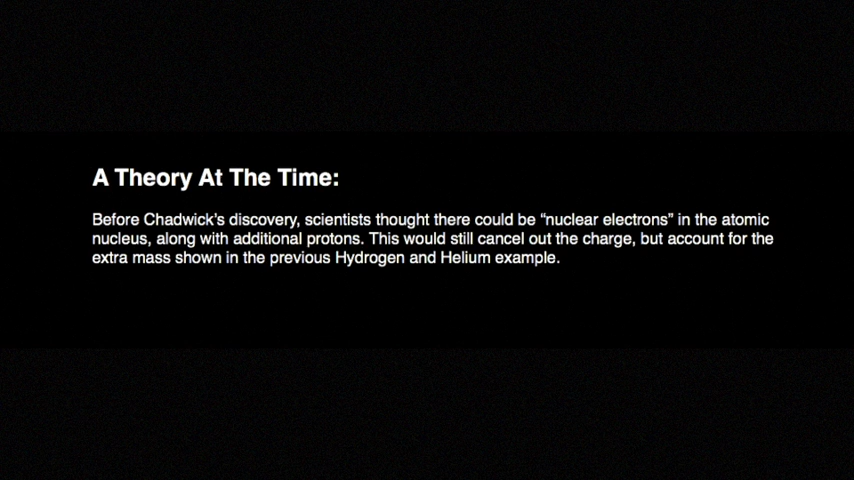 A Theory At The Time:
Before Chadwick’s discovery, scientists thought there could be “nuclear electrons” in the atomic
nucleus, along with additional protons. This would still cancel out the charge, but account for the
extra mass shown in the previous Hydrogen and Helium example.